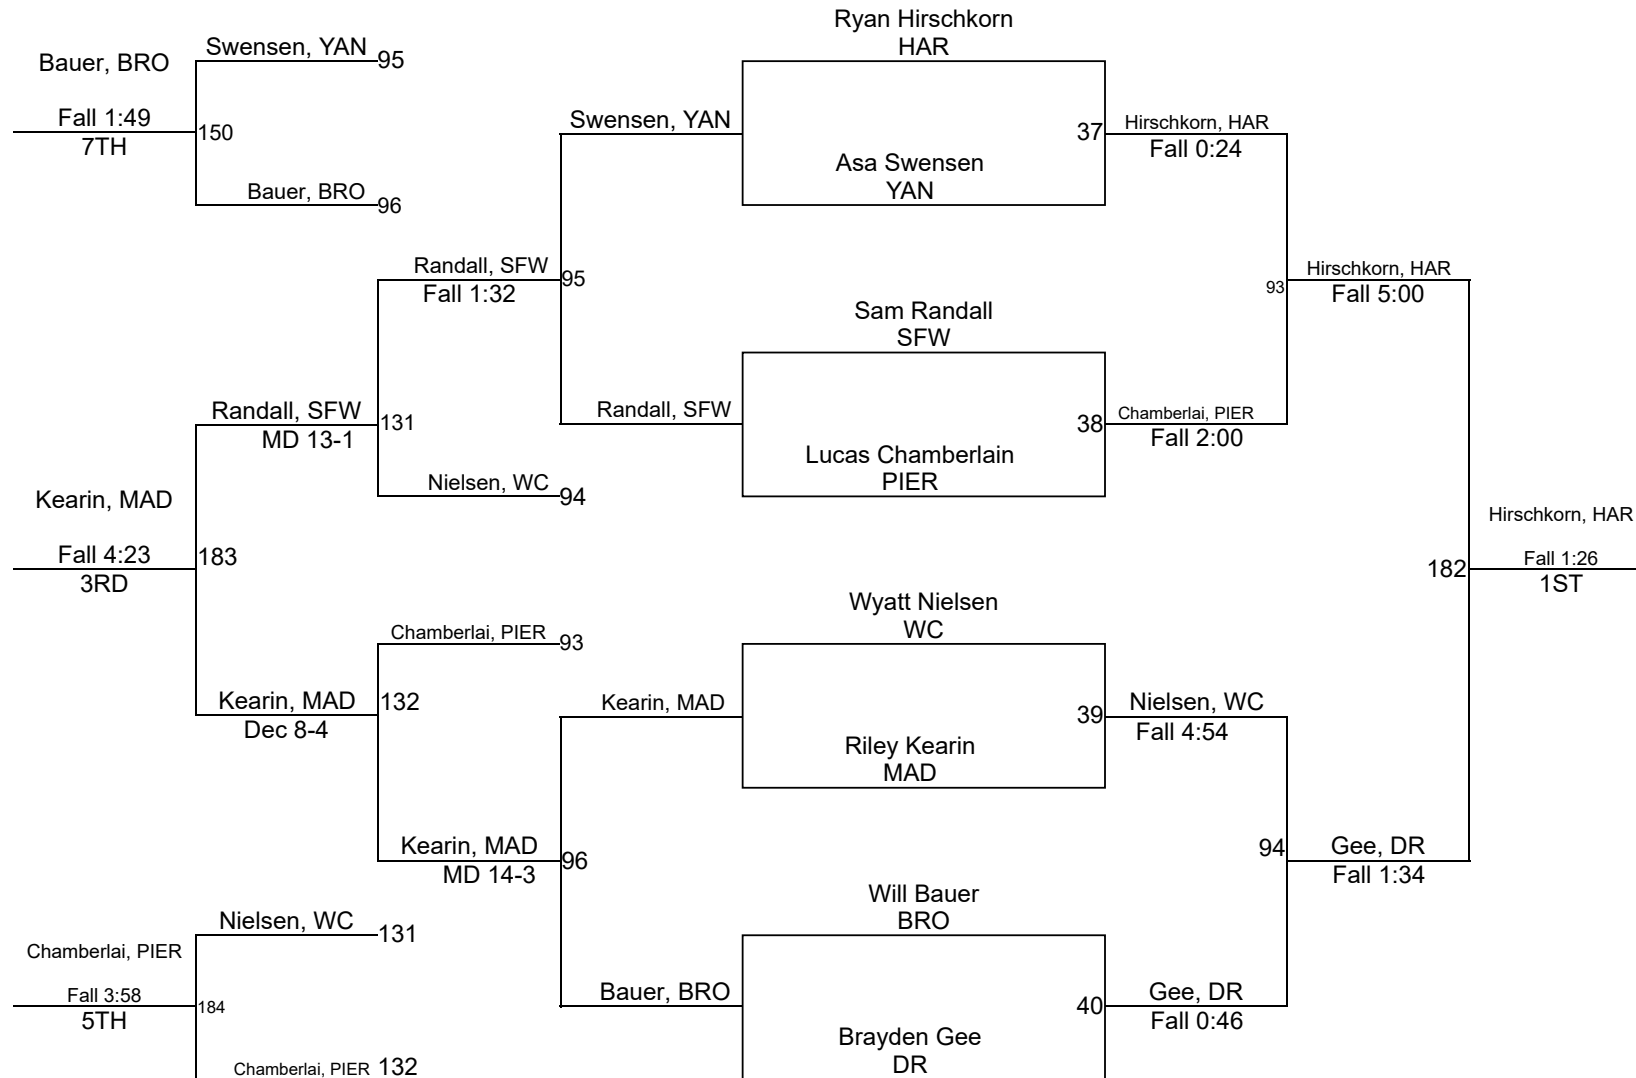 Ryan Hirschkorn
HAR
Swensen, YAN 95
Bauer, BRO
Fall 1:49
150
7TH
Bauer, BRO 96
Swensen, YAN
37
Hirschkorn, HAR
Fall 0:24
Asa Swensen
YAN
Randall, SFW
95
Fall 1:32
93
Hirschkorn, HAR
Fall 5:00
Sam Randall
SFW
Randall, SFW
131
MD 13-1
Randall, SFW
38
Chamberlai, PIER
Fall 2:00
Lucas Chamberlain
PIER
Nielsen, WC 94
Kearin, MAD
Fall 4:23
183
3RD
Hirschkorn, HAR
182
Fall 1:26
1ST
Wyatt Nielsen
WC
Chamberlai, PIER 93
Kearin, MAD
132
Dec 8-4
Kearin, MAD
39
Nielsen, WC
Fall 4:54
Riley Kearin
MAD
Kearin, MAD
96
MD 14-3
94
Gee, DR
Fall 1:34
Will Bauer
BRO
Nielsen, WC 131
Chamberlai, PIER
Fall 3:58
184
5TH
Bauer, BRO
40
Gee, DR
Fall 0:46
Brayden Gee
DR
Chamberlai, PIER 132